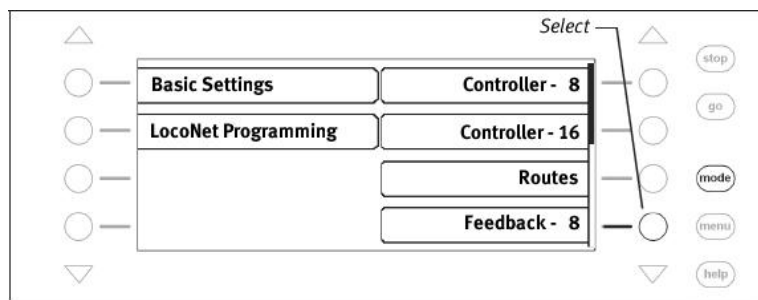 Select
stop
Basic Settings Controller - 8
go
LocoNet Programming Controller - 16
Routes
mode
Feedback - 8
menu
help